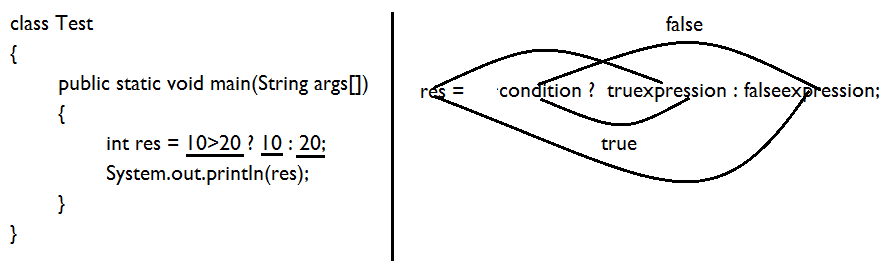 class Test
{
public static void main(String args[])
{
int res = 10>20 ? 10 : 20;
System.out.println(res);
}
}
false
res = condition ? truexpression : falseexpression;
true